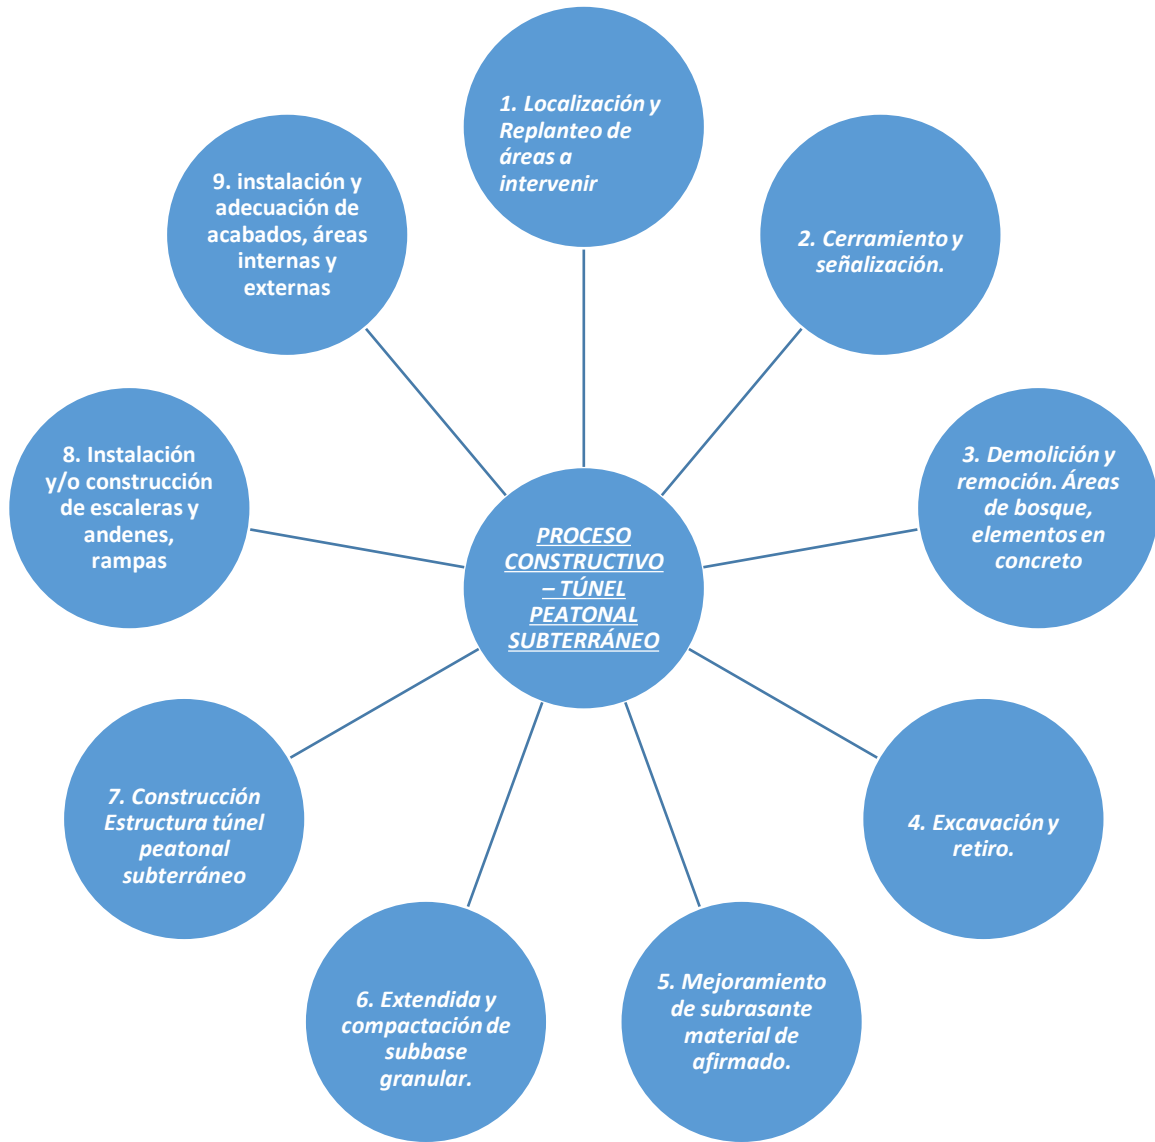 1. Localización y
Replanteo de
áreas a
intervenir
2. Cerramiento y
señalización.
3. Demolición y
remoción. Áreas
de bosque,
elementos en
concreto
4. Excavación y
retiro.
5. Mejoramiento
de subrasante
material de
afirmado.
6. Extendida y
compactación de
subbase
granular.
7. Construcción
Estructura túnel
peatonal
subterráneo
8. Instalación
y/o construcción
de escaleras y
andenes,
rampas
9. instalación y
adecuación de
acabados, áreas
internas y
externas
PROCESO
CONSTRUCTIVO
– TÚNEL
PEATONAL
SUBTERRÁNEO